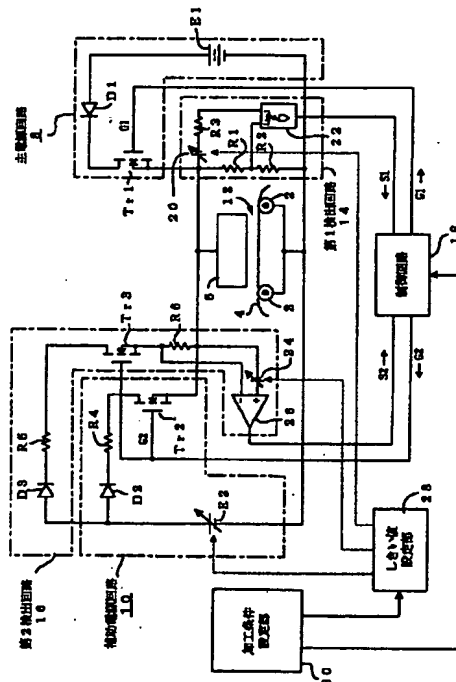 主電源回路
8
D1
E1
G1
Tr1
20
R3
R1
R2
22
第1検出回路
14
12
2
3
4
6
←S1
G1→
制御回路
18
S2→
←G2
Tr3
R6
R5
D3
R4
D2
G2
Tr2
24
26
E2
第2検出回路
16
補助電源回路
10
しきい値
設定部
28
加工条件
設定部
30